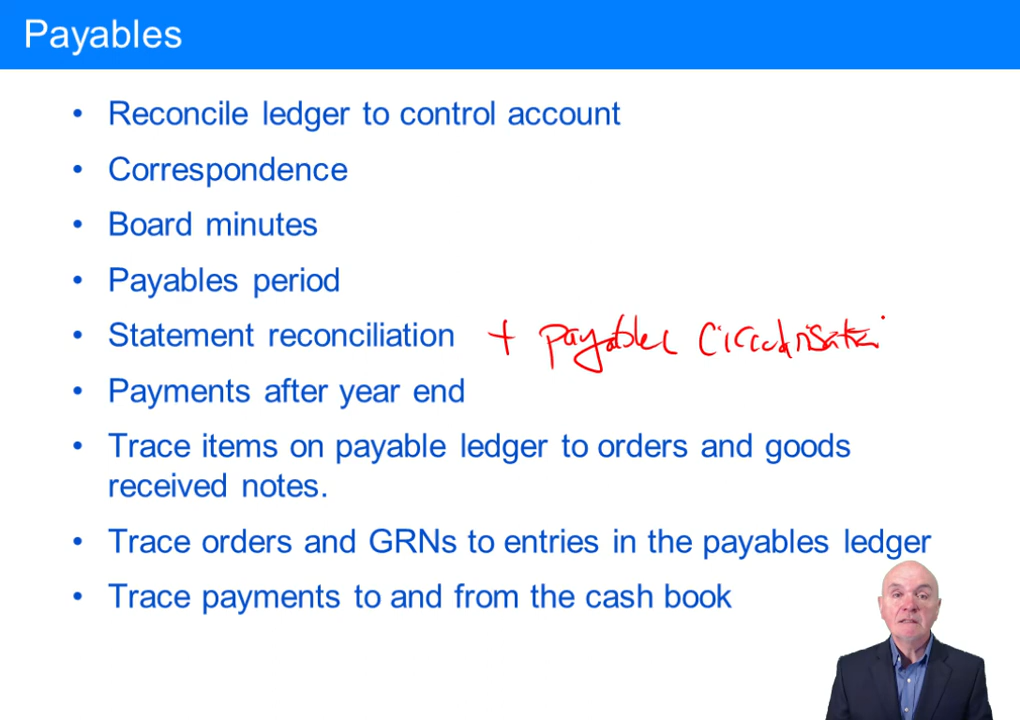 Payables
• Reconcile ledger to control account
• Correspondence
• Board minutes
• Payables period
• Statement reconciliation + payables circularisation
• Payments after year end
• Trace items on payable ledger to orders and goods
received notes.
• Trace orders and GRNs to entries in the payables ledger
• Trace payments to and from the cash book